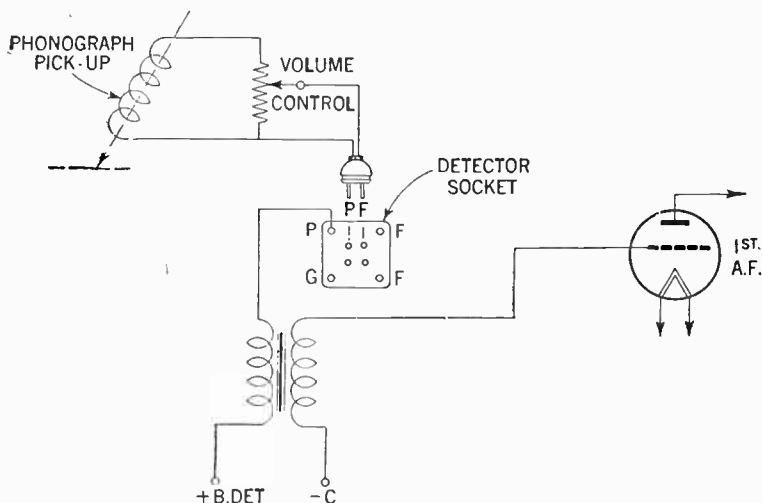 PHONOGRAPH
PICK-UP
VOLUME
CONTROL
DETECTOR
SOCKET
P F
P F
G F
1ST.
A.F.
+B.DET -C